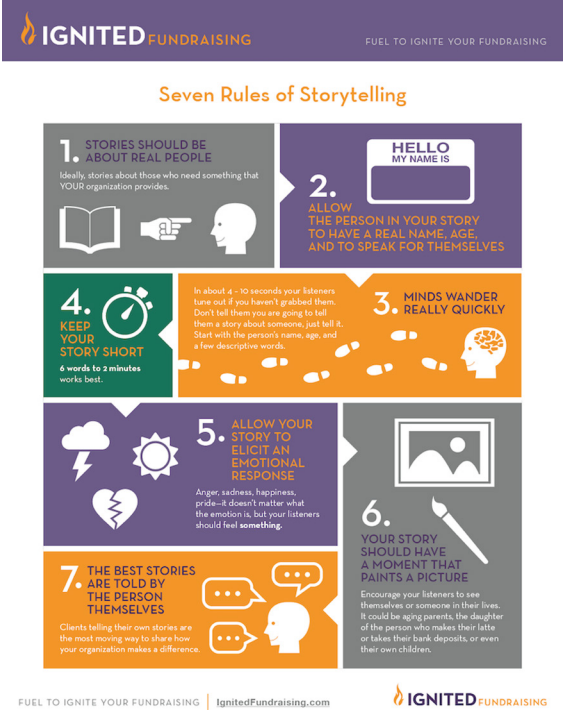 IGNITED FUNDRAISING
FUEL TO IGNITE YOUR FUNDRAISING
Seven Rules of Storytelling
1. STORIES SHOULD BE
ABOUT REAL PEOPLE
Ideally, stories about those who need something that
YOUR organization provides.
HELLO
MY NAME IS
2.
ALLOW
THE PERSON IN YOUR STORY
TO HAVE A REAL NAME, AGE,
AND TO SPEAK FOR THEMSELVES
3. MINDS WANDER
REALLY QUICKLY
In about 4 – 10 seconds your listeners
tune out if you haven't grabbed them.
Don't tell them you are going to tell
them a story about someone, just tell it.
Start with the person's name, age, and
a few descriptive words.
4.
KEEP
YOUR
STORY SHORT
6 words to 2 minutes
works best.
5. ALLOW YOUR
STORY TO
ELICIT AN
EMOTIONAL
RESPONSE
Anger, sadness, happiness,
pride—it doesn't matter what
the emotion is, but your listeners
should feel something.
6.
YOUR STORY
SHOULD HAVE
A MOMENT THAT
PAINTS A PICTURE
Encourage your listeners to see
themselves or someone in their lives.
It could be aging parents, the daughter
of the person who makes their latte
or takes their bank deposits, or even
their own children.
7. THE BEST STORIES
ARE TOLD BY
THE PERSON
THEMSELVES
Clients telling their own stories are
the most moving way to share how
your organization makes a difference.
FUEL TO IGNITE YOUR FUNDRAISING | IgnitedFundraising.com
IGNITED FUNDRAISING